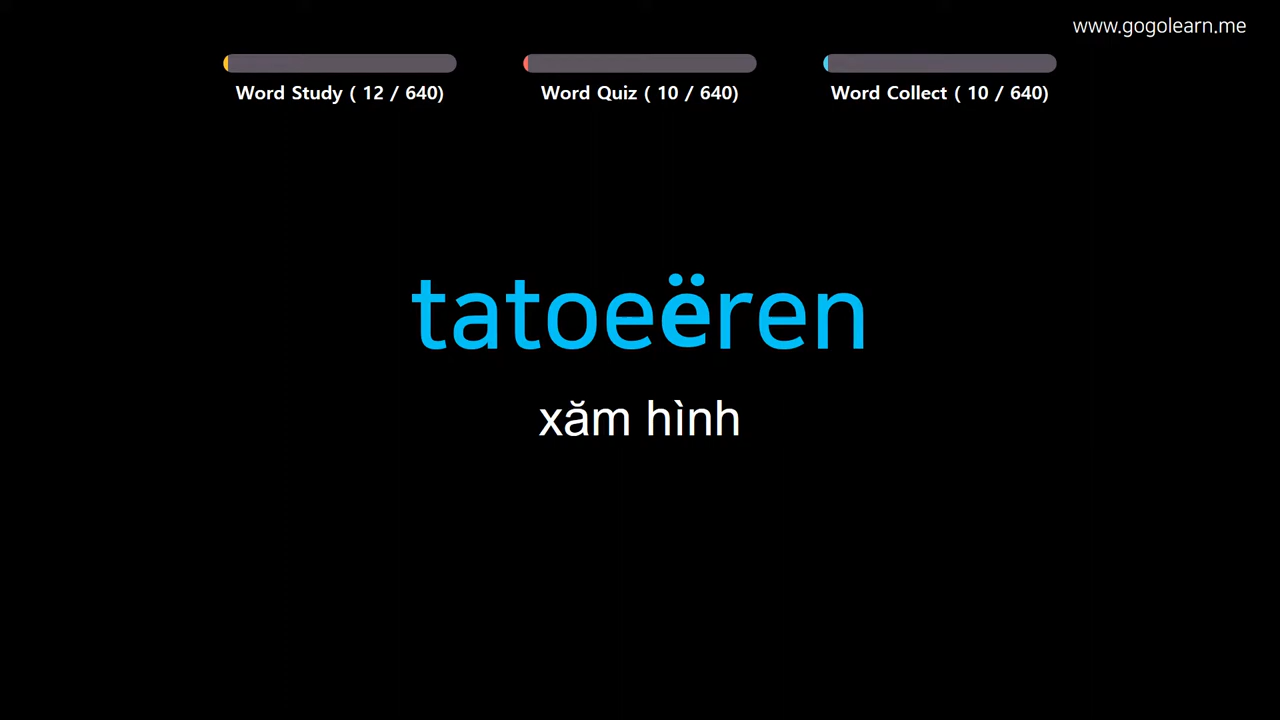 www.gogolearn.me
Word Study ( 12 / 640)
Word Quiz ( 10 / 640)
Word Collect ( 10 / 640)
tatoeëren
xăm hình